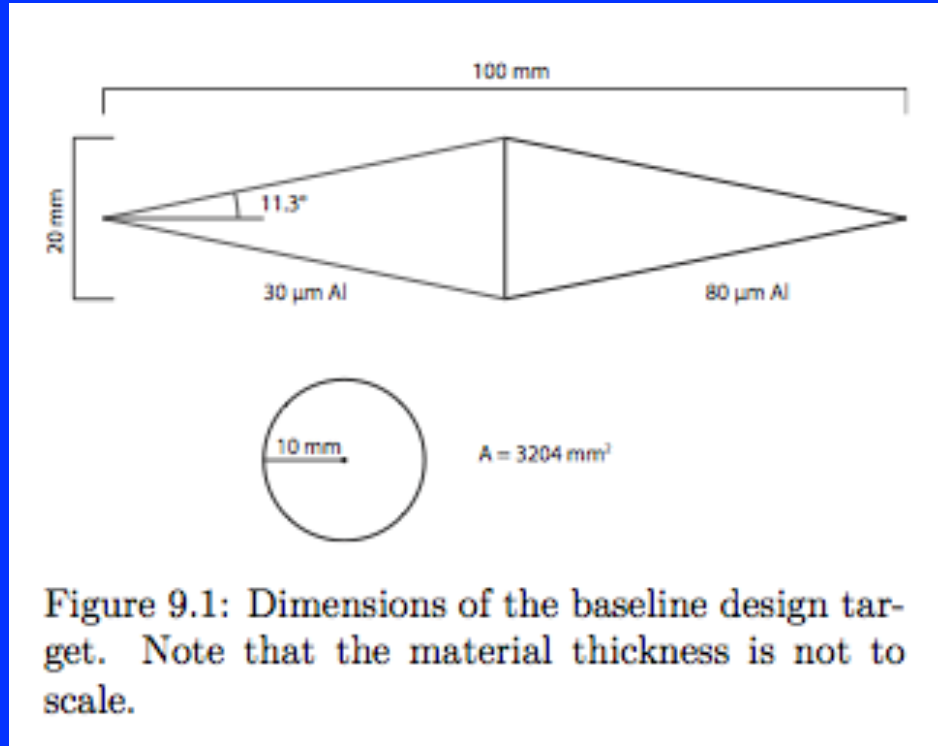 100 mm
20 mm
11.3°
30 µm Al
80 µm Al
10 mm
A = 3204 mm²
Figure 9.1: Dimensions of the baseline design tar-
get. Note that the material thickness is not to
scale.